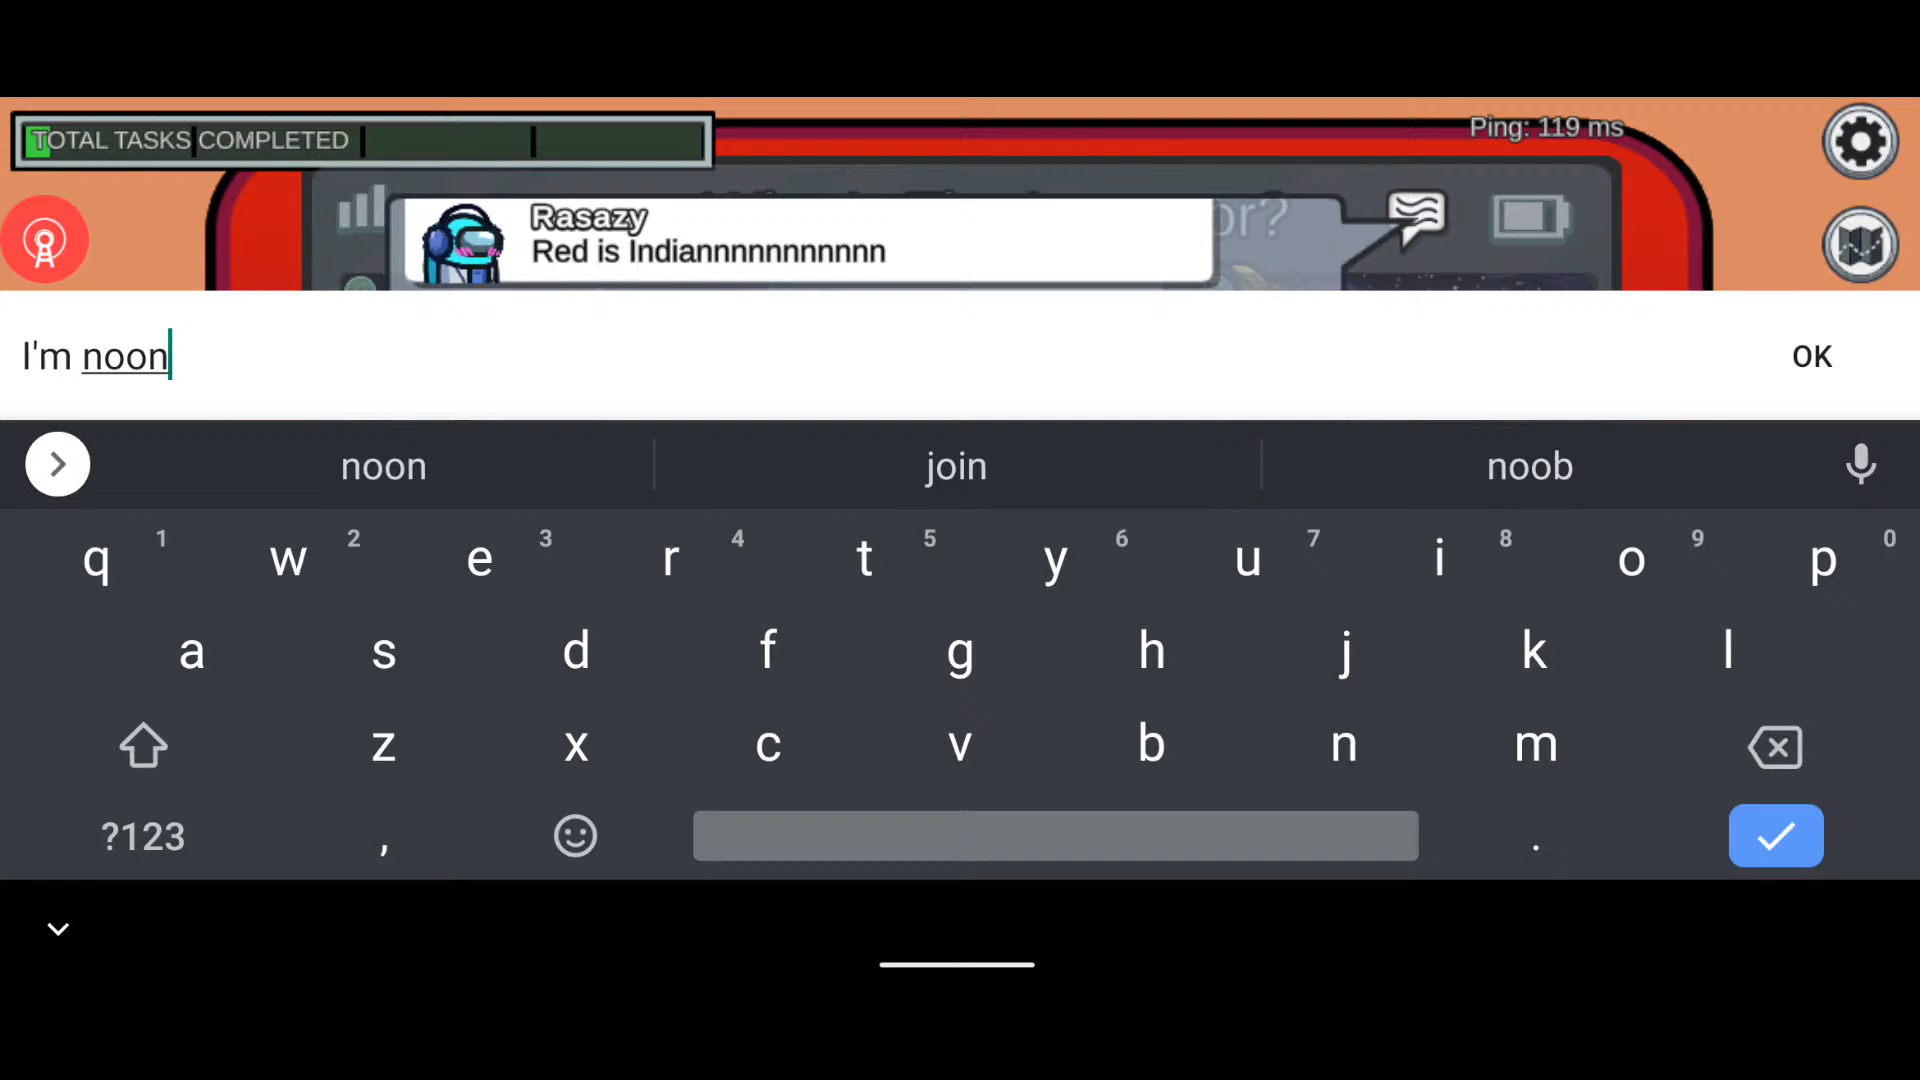 TOTAL TASKS COMPLETED
Ping: 119 ms
or?
Rasazy
Red is Indiannnnnnnnnnn
I'm noon
OK
noon join noob
q 1 w 2 e 3 r 4 t 5 y 6 u 7 i 8 o 9 p 0
a s d f g h j k l
z x c v b n m
?123 , .